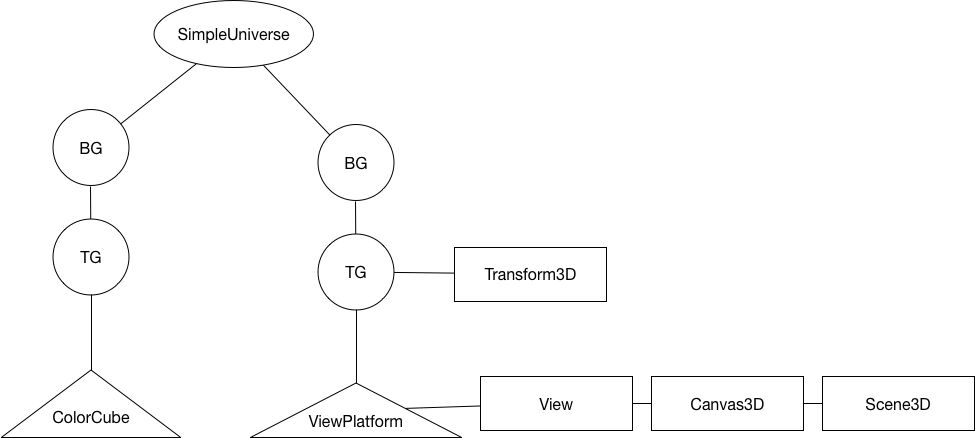 SimpleUniverse
BG
BG
TG
TG
Transform3D
ColorCube
ViewPlatform
View
Canvas3D
Scene3D